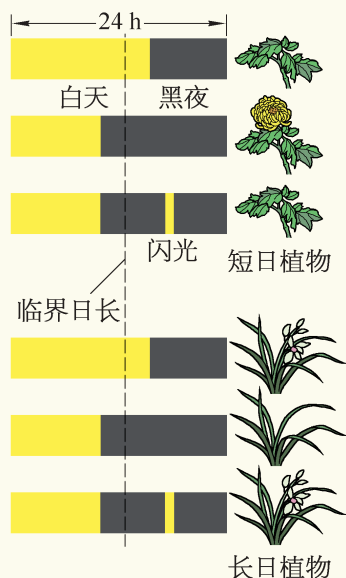 24 h
白天
黑夜
闪光
短日植物
临界日长
长日植物